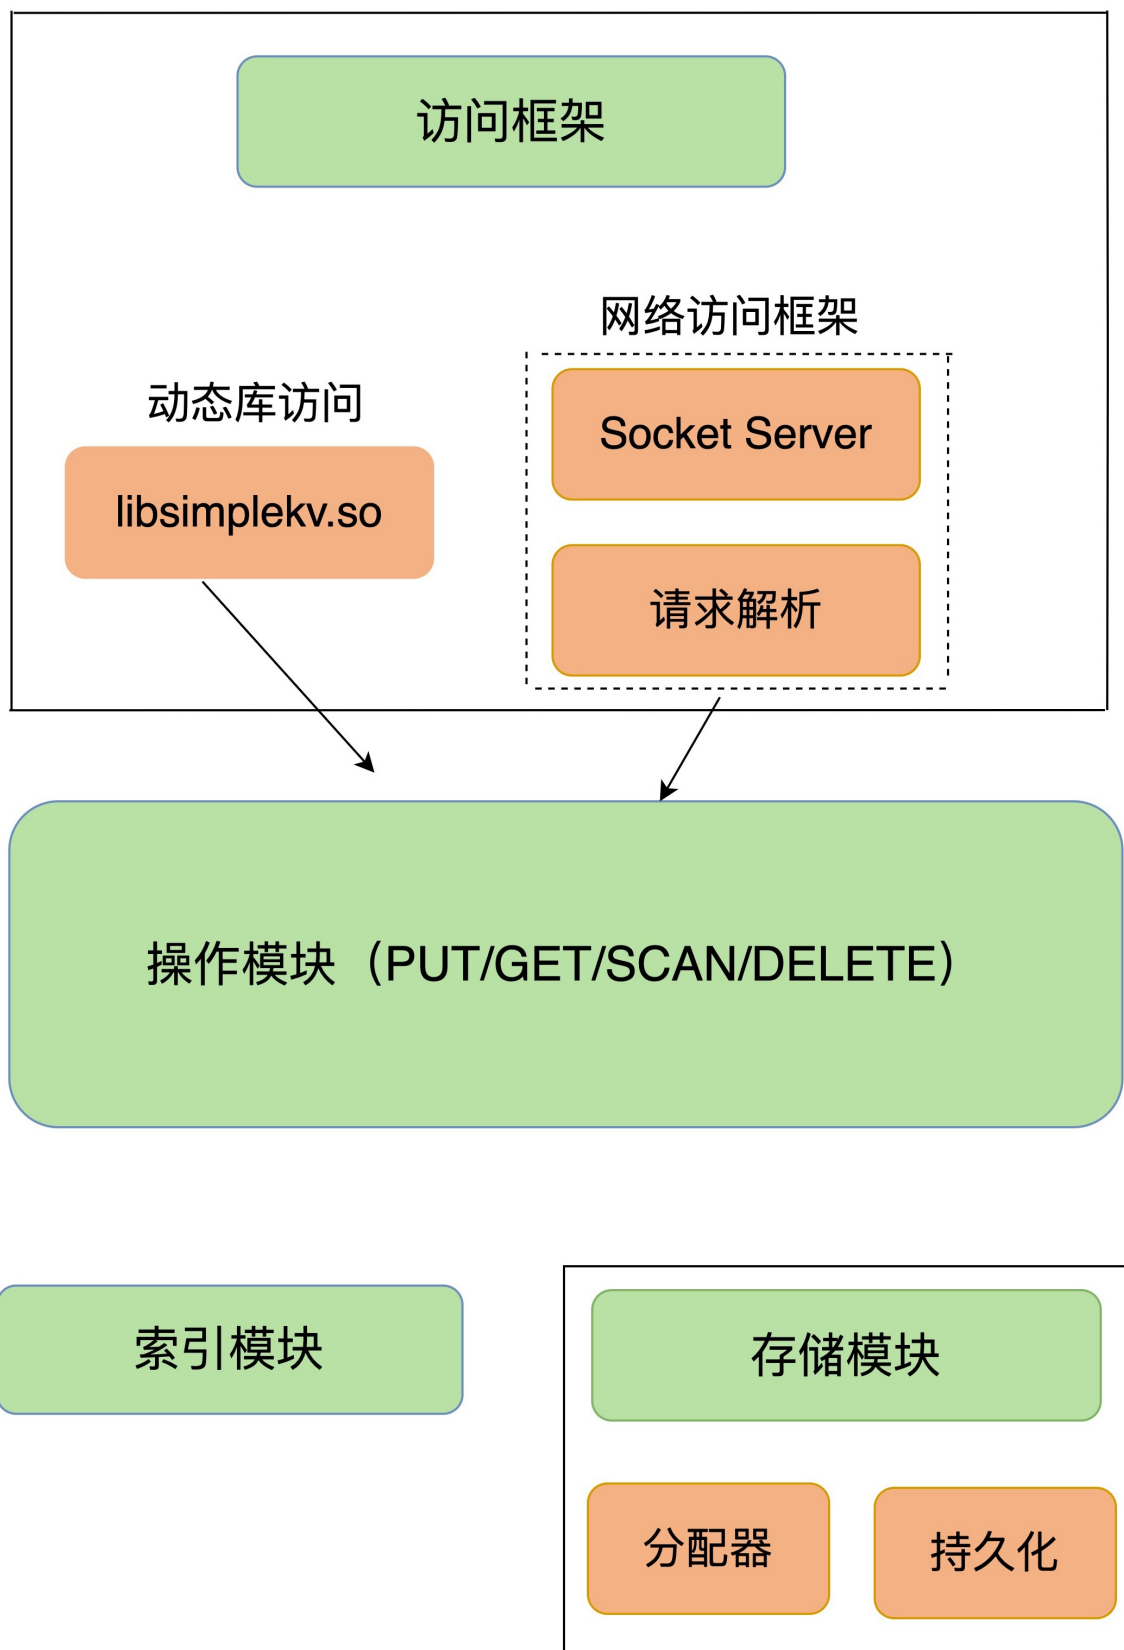 访问框架
网络访问框架
动态库访问
Socket Server
libsimplekv.so
请求解析
操作模块（PUT/GET/SCAN/DELETE）
索引模块
存储模块
分配器
持久化